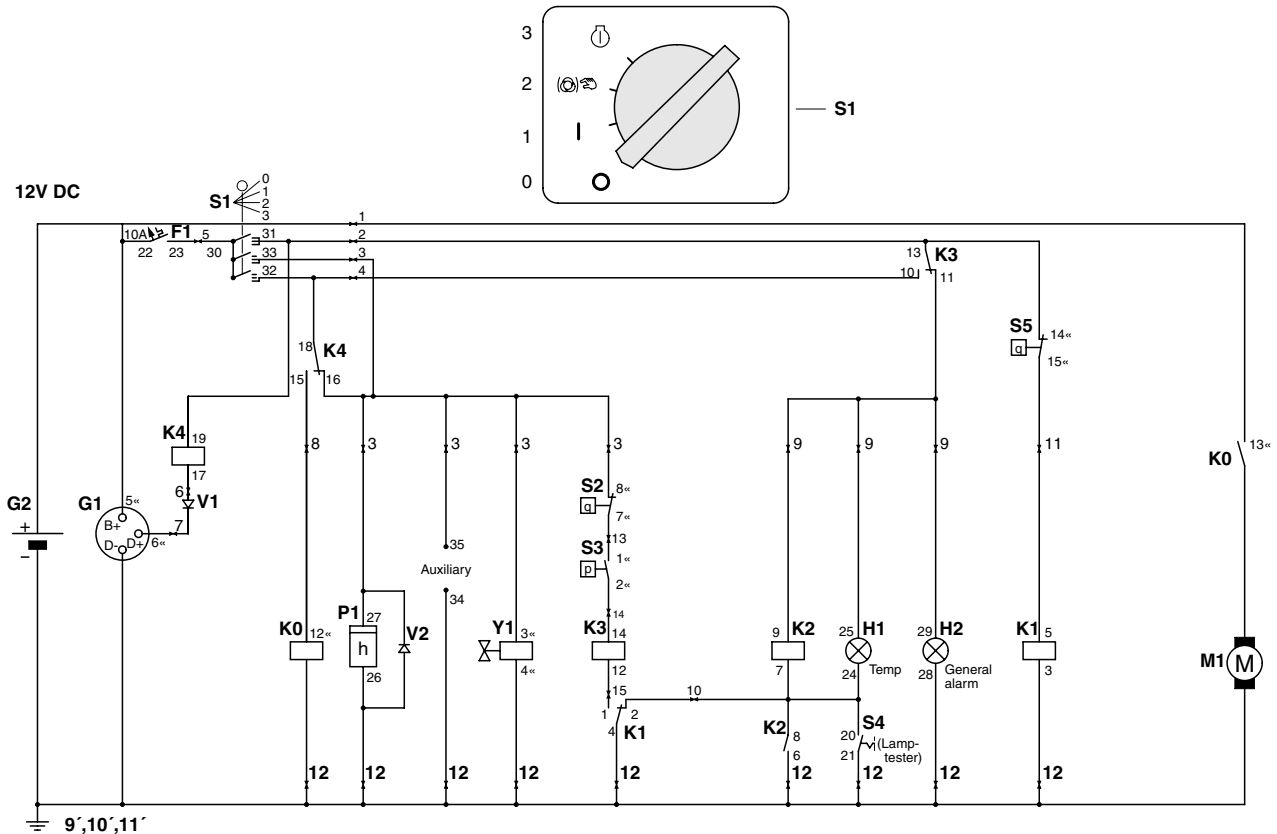 3
2
1
0
S1
12V DC
S1
0
1
2
3
1
10A F1 5
31
2
22 23 30
33
3
32
4
13 K3
10 11
S5
14«
15«
18 K4
15 16
K4 19
17
8 3 3 3 3 9 9 9 11
K0 13«
6
V1
7
G2
+
–
G1
5«
B+
D- D+
6«
S2
8«
q
7«
13
S3
1«
p
2«
14
q
35
Auxiliary
34
K0 12«
P1 27
h
26
V2
Y1 3«
4«
K3 14
12
15
1 2
4 K1
10
9 K2
7
25 H1
24 Temp
29 H2
28 General
alarm
K1 5
3
M1 M
K2 8
6
S4
20
21 (Lamp-
tester)
12 12 12 12 12 12 12 12 12
9´,10´,11´